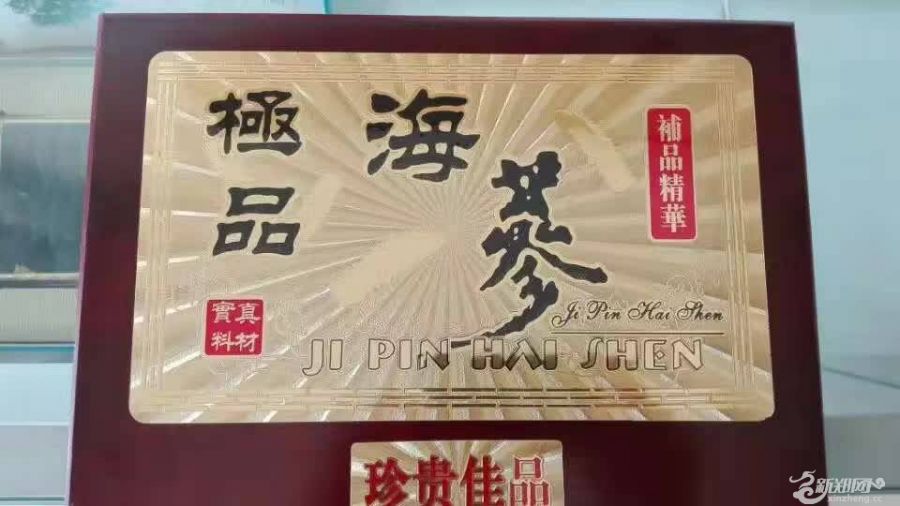 極品
海蔘
補品精華
真材
實料
Ji Pin Hai Shen
JI PIN HAI SHEN
珍贵佳品
新郑网
xinzheng.cc